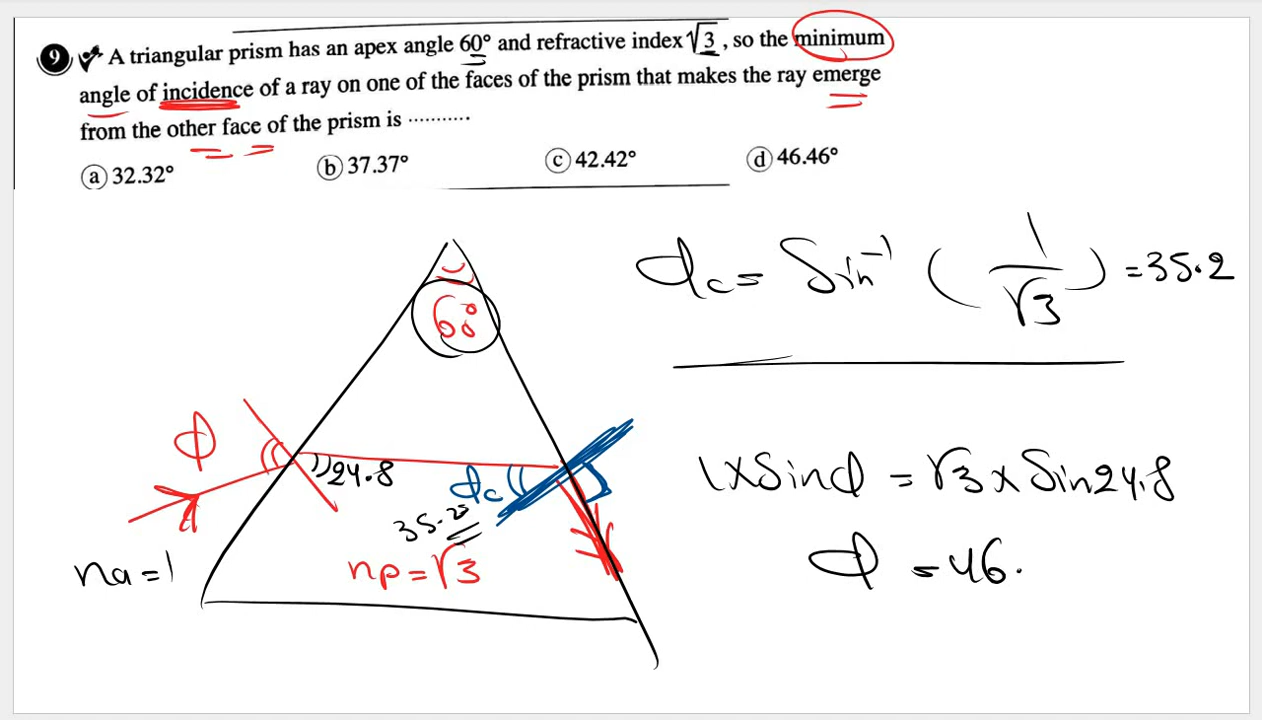 9 A triangular prism has an apex angle 60° and refractive index √3, so the minimum
angle of incidence of a ray on one of the faces of the prism that makes the ray emerge
from the other face of the prism is ···········
a 32.32° b 37.37° c 42.42° d 46.46°
ϕc = Sin⁻¹ (1/√3) = 35.2
60°
ϕ
24.8
ϕc
35.2
1 x Sin ϕ = √3 x Sin 24.8
na = 1
np = √3
ϕ = 46.